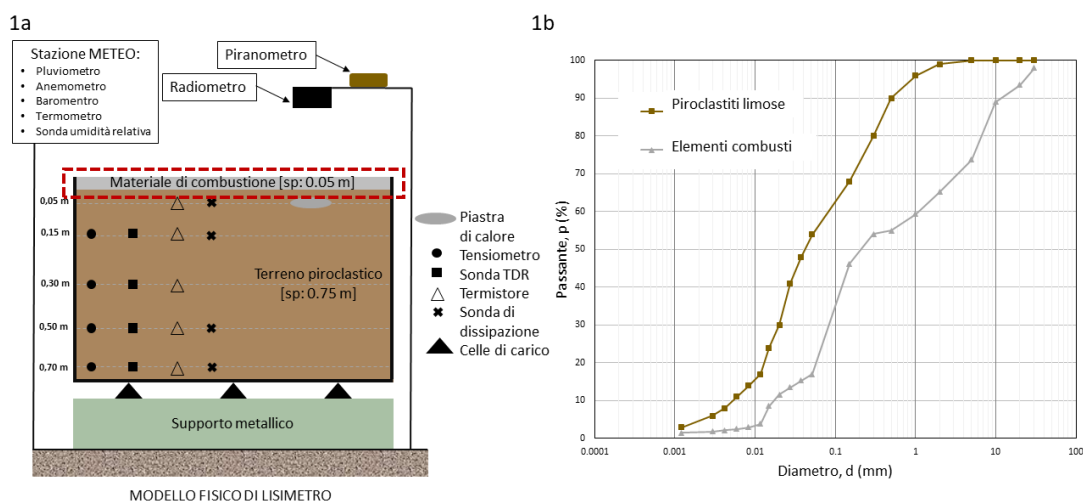 1a
Stazione METEO:
• Pluviometro
• Anemometro
• Baromentro
• Termometro
• Sonda umidità relativa
Piranometro
Radiometro
Materiale di combustione [sp: 0.05 m]
0,05 m
0,15 m
0,30 m
0,50 m
0,70 m
Terreno piroclastico
[sp: 0.75 m]
Piastra
di calore
Tensiometro
Sonda TDR
Termistore
Sonda di
dissipazione
Celle di carico
Supporto metallico
MODELLO FISICO DI LISIMETRO
1b
Passante, p (%)
100
90
80
70
60
50
40
30
20
10
0
Piroclastiti limose
Elementi combusti
0.0001 0.001 0.01 0.1 1 10 100
Diametro, d (mm)